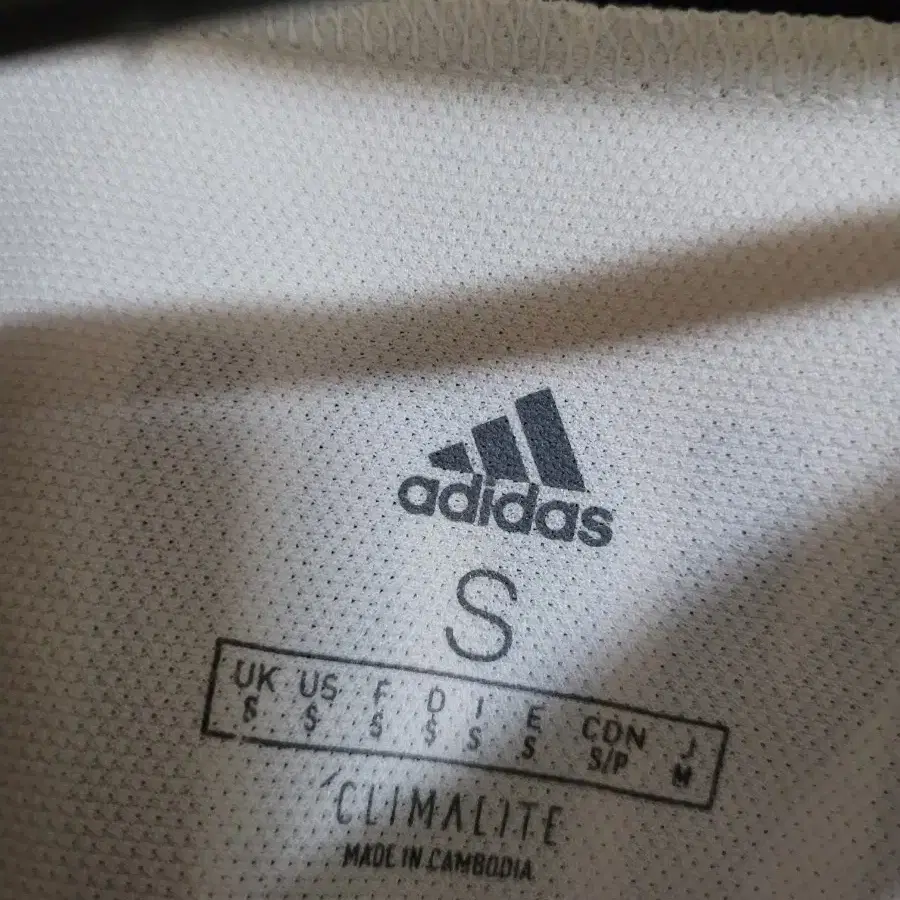 adidas
S
UK US F D I E CDN J
S S S S S S S/P M
CLIMALITE
MADE IN CAMBODIA